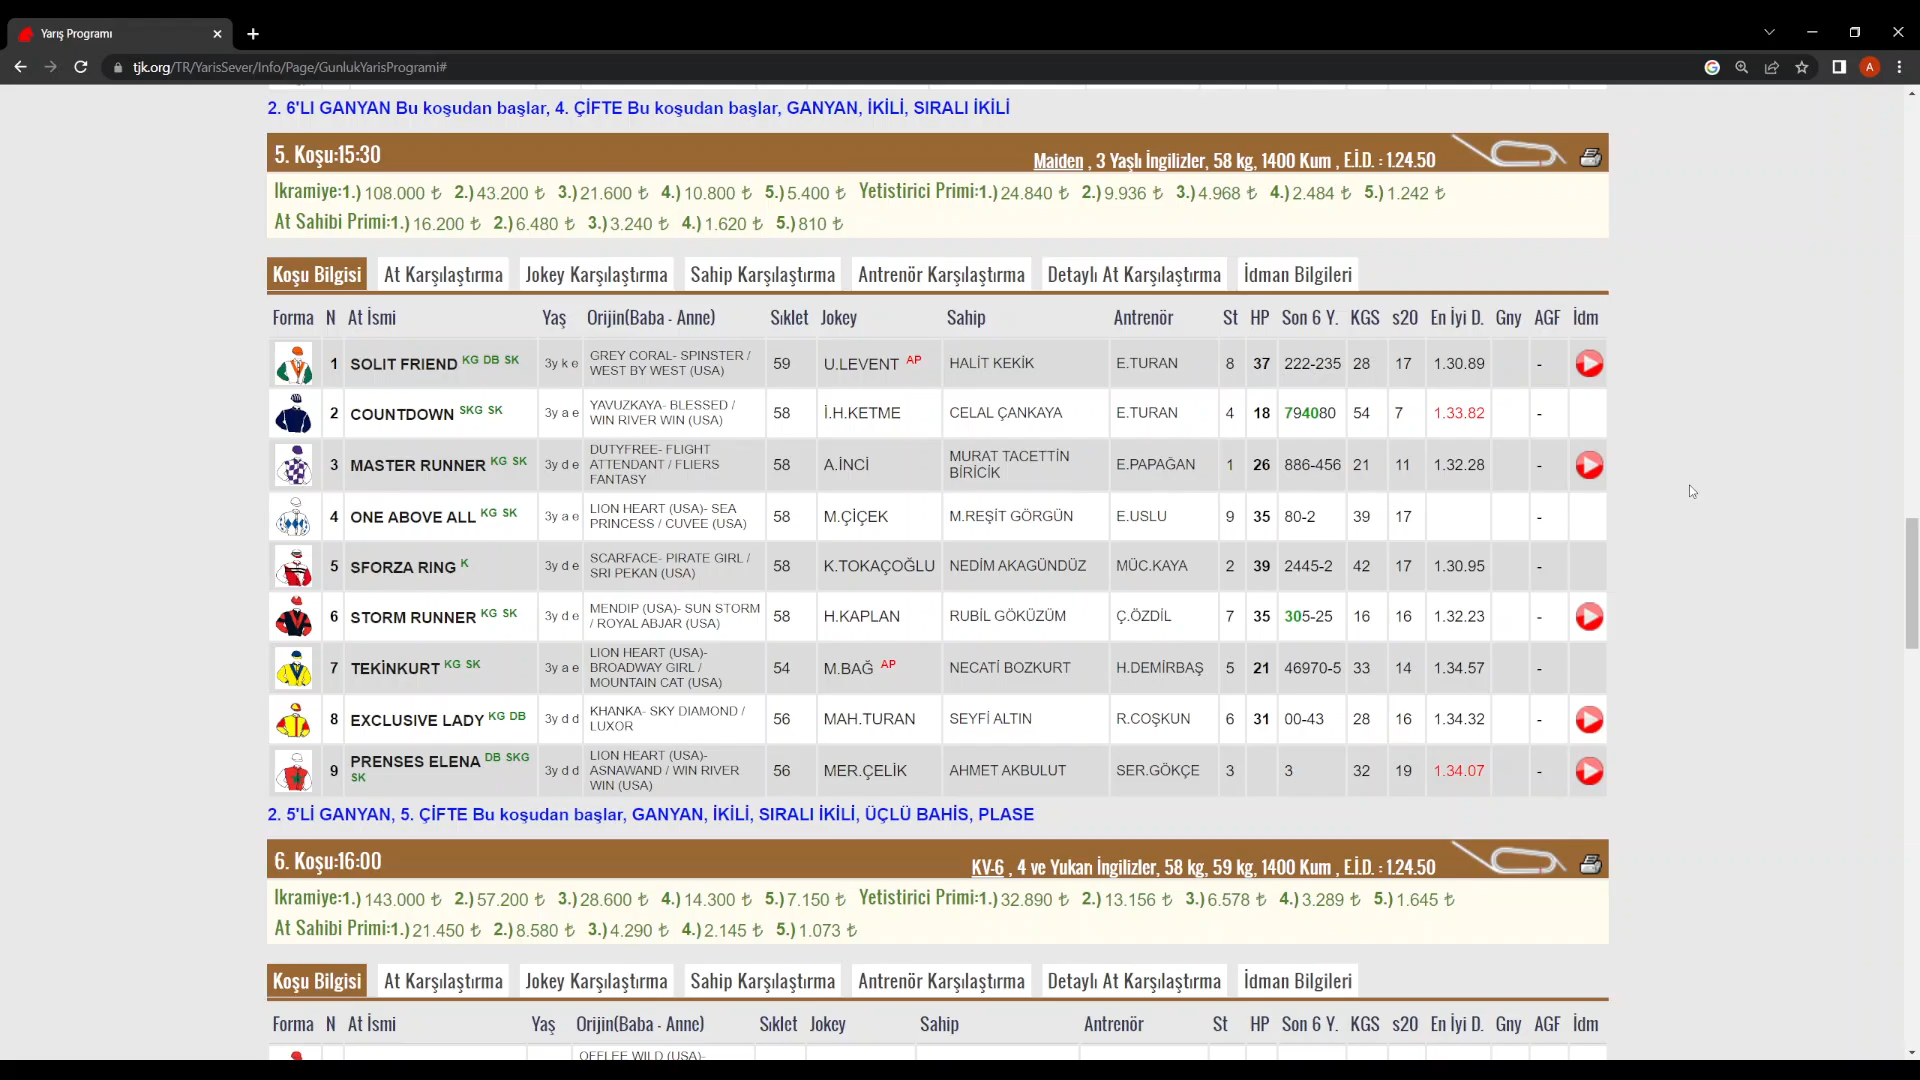 Yarış Programı
tjk.org/TR/YarisSever/Info/Page/GunlukYarisProgrami#
A
2. 6'LI GANYAN Bu koşudan başlar, 4. ÇİFTE Bu koşudan başlar, GANYAN, İKİLİ, SIRALI İKİLİ
5. Koşu:15:30
Maiden , 3 Yaşlı İngilizler, 58 kg, 1400 Kum , E.İ.D. : 1.24.50
Ikramiye:1.) 108.000 ₺ 2.) 43.200 ₺ 3.) 21.600 ₺ 4.) 10.800 ₺ 5.) 5.400 ₺ Yetistirici Primi:1.) 24.840 ₺ 2.) 9.936 ₺ 3.) 4.968 ₺ 4.) 2.484 ₺ 5.) 1.242 ₺
At Sahibi Primi:1.) 16.200 ₺ 2.) 6.480 ₺ 3.) 3.240 ₺ 4.) 1.620 ₺ 5.) 810 ₺
Koşu Bilgisi At Karşılaştırma Jokey Karşılaştırma Sahip Karşılaştırma Antrenör Karşılaştırma Detaylı At Karşılaştırma İdman Bilgileri
Forma N At İsmi Yaş Orijin(Baba - Anne) Sıklet Jokey Sahip Antrenör St HP Son 6 Y. KGS s20 En İyi D. Gny AGF İdm
1 SOLIT FRIEND KG DB SK 3y k e GREY CORAL- SPINSTER / WEST BY WEST (USA) 59 U.LEVENT AP HALİT KEKİK E.TURAN 8 37 222-235 28 17 1.30.89 -
2 COUNTDOWN SKG SK 3y a e YAVUZKAYA- BLESSED / WIN RIVER WIN (USA) 58 İ.H.KETME CELAL ÇANKAYA E.TURAN 4 18 794080 54 7 1.33.82 -
3 MASTER RUNNER KG SK 3y d e DUTYFREE- FLIGHT ATTENDANT / FLIERS FANTASY 58 A.İNCİ MURAT TACETTİN BİRİCİK E.PAPAĞAN 1 26 886-456 21 11 1.32.28 -
4 ONE ABOVE ALL KG SK 3y a e LION HEART (USA)- SEA PRINCESS / CUVEE (USA) 58 M.ÇİÇEK M.REŞİT GÖRGÜN E.USLU 9 35 80-2 39 17 -
5 SFORZA RING K 3y d e SCARFACE- PIRATE GIRL / SRI PEKAN (USA) 58 K.TOKAÇOĞLU NEDİM AKAGÜNDÜZ MÜC.KAYA 2 39 2445-2 42 17 1.30.95 -
6 STORM RUNNER KG SK 3y d e MENDIP (USA)- SUN STORM / ROYAL ABJAR (USA) 58 H.KAPLAN RUBİL GÖKÜZÜM Ç.ÖZDİL 7 35 305-25 16 16 1.32.23 -
7 TEKİNKURT KG SK 3y a e LION HEART (USA)- BROADWAY GIRL / MOUNTAIN CAT (USA) 54 M.BAĞ AP NECATİ BOZKURT H.DEMİRBAŞ 5 21 46970-5 33 14 1.34.57 -
8 EXCLUSIVE LADY KG DB 3y d d KHANKA- SKY DIAMOND / LUXOR 56 MAH.TURAN SEYFİ ALTIN R.COŞKUN 6 31 00-43 28 16 1.34.32 -
9 PRENSES ELENA DB SKG SK 3y d d LION HEART (USA)- ASNAWAND / WIN RIVER WIN (USA) 56 MER.ÇELİK AHMET AKBULUT SER.GÖKÇE 3 3 32 19 1.34.07 -
2. 5'Lİ GANYAN, 5. ÇİFTE Bu koşudan başlar, GANYAN, İKİLİ, SIRALI İKİLİ, ÜÇLÜ BAHİS, PLASE
6. Koşu:16:00
KV-6 , 4 ve Yukarı İngilizler, 58 kg, 59 kg, 1400 Kum , E.İ.D. : 1.24.50
Ikramiye:1.) 143.000 ₺ 2.) 57.200 ₺ 3.) 28.600 ₺ 4.) 14.300 ₺ 5.) 7.150 ₺ Yetistirici Primi:1.) 32.890 ₺ 2.) 13.156 ₺ 3.) 6.578 ₺ 4.) 3.289 ₺ 5.) 1.645 ₺
At Sahibi Primi:1.) 21.450 ₺ 2.) 8.580 ₺ 3.) 4.290 ₺ 4.) 2.145 ₺ 5.) 1.073 ₺
Koşu Bilgisi At Karşılaştırma Jokey Karşılaştırma Sahip Karşılaştırma Antrenör Karşılaştırma Detaylı At Karşılaştırma İdman Bilgileri
Forma N At İsmi Yaş Orijin(Baba - Anne) Sıklet Jokey Sahip Antrenör St HP Son 6 Y. KGS s20 En İyi D. Gny AGF İdm
OFFLEE WILD (USA)-